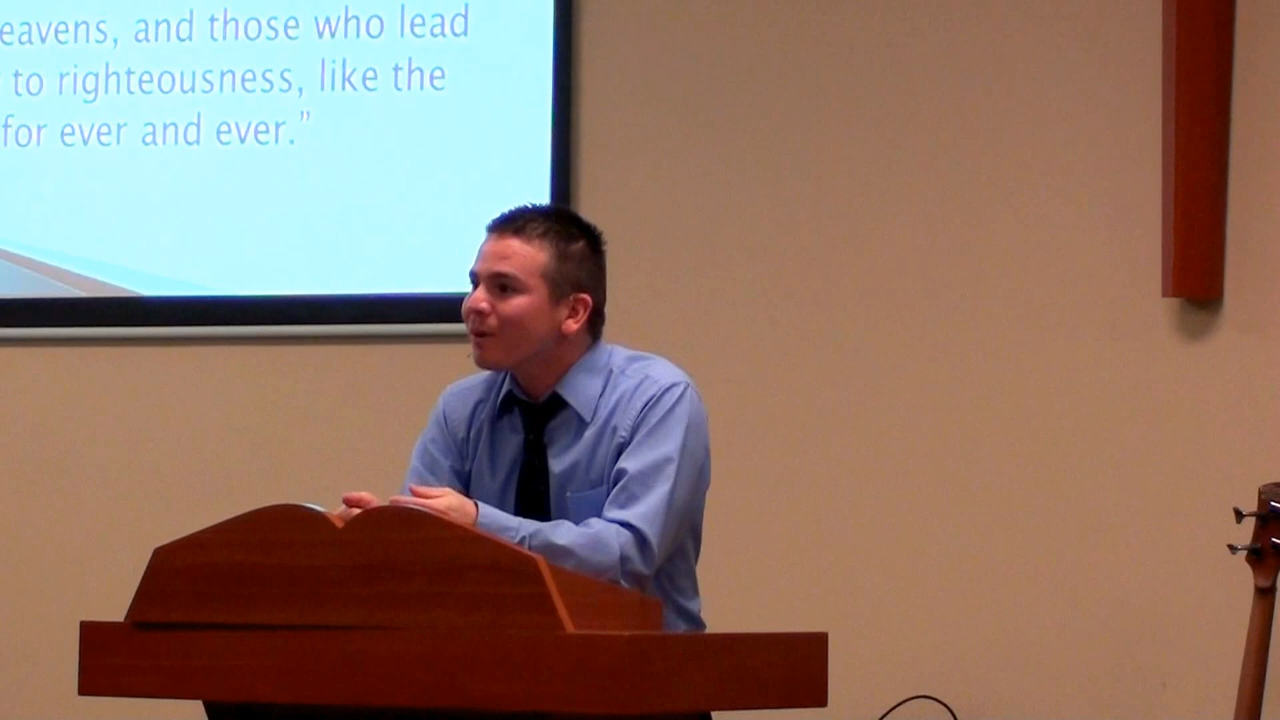 eavens, and those who lead
to righteousness, like the
for ever and ever.”